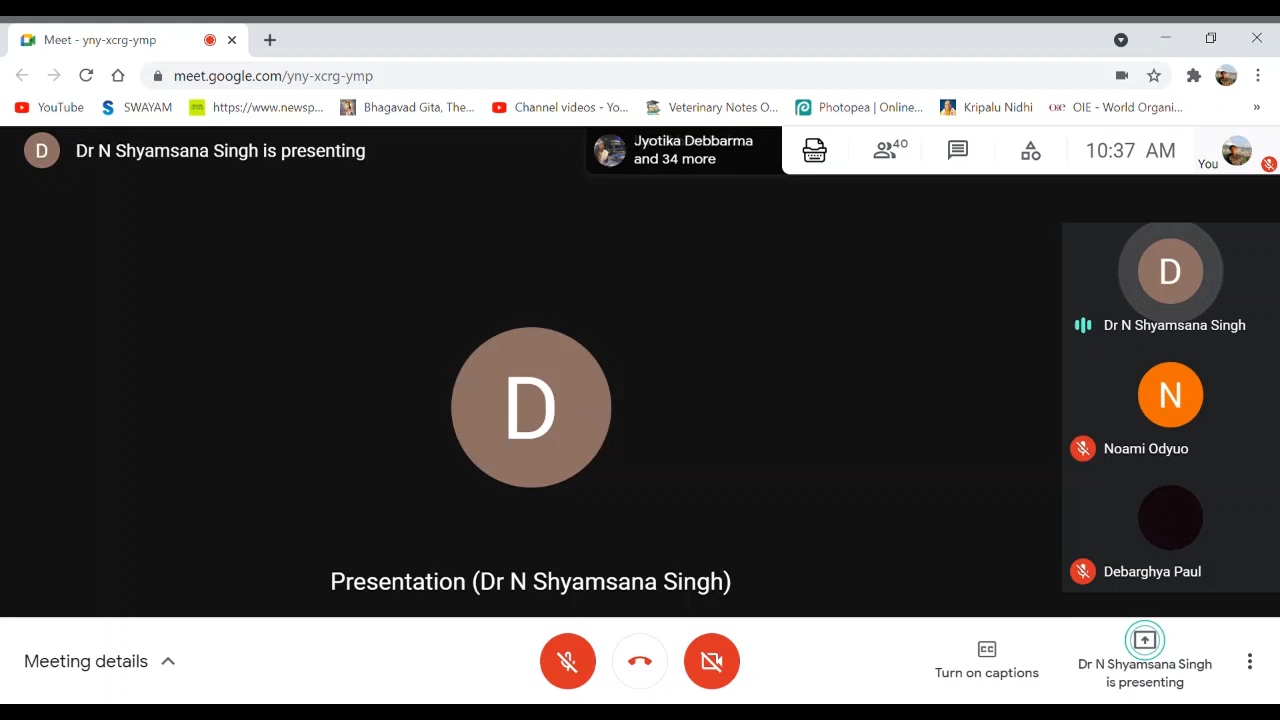 Meet - yny-xcrg-ymp
meet.google.com/yny-xcrg-ymp
YouTube
SWAYAM
https://www.newsp...
Bhagavad Gita, The...
Channel videos - Yo...
Veterinary Notes O...
Photopea | Online...
Kripalu Nidhi
OIE OIE - World Organi...
»
D
Dr N Shyamsana Singh is presenting
Jyotika Debbarma
and 34 more
40
10:37 AM
You
D
Dr N Shyamsana Singh
N
Noami Odyuo
Debarghya Paul
D
Presentation (Dr N Shyamsana Singh)
Meeting details
CC
Turn on captions
Dr N Shyamsana Singh
is presenting